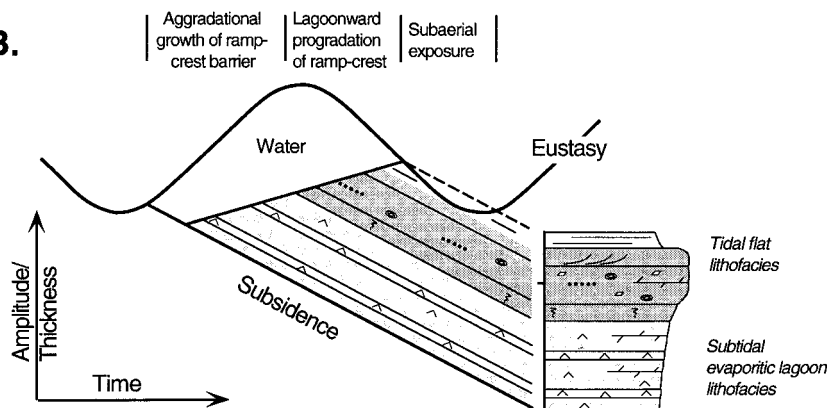 B.
Aggradational
growth of ramp-
crest barrier
Lagoonward
progradation
of ramp-crest
Subaerial
exposure
Water
Eustasy
Subsidence
Amplitude/
Thickness
Time
Tidal flat
lithofacies
Subtidal
evaporitic lagoon
lithofacies